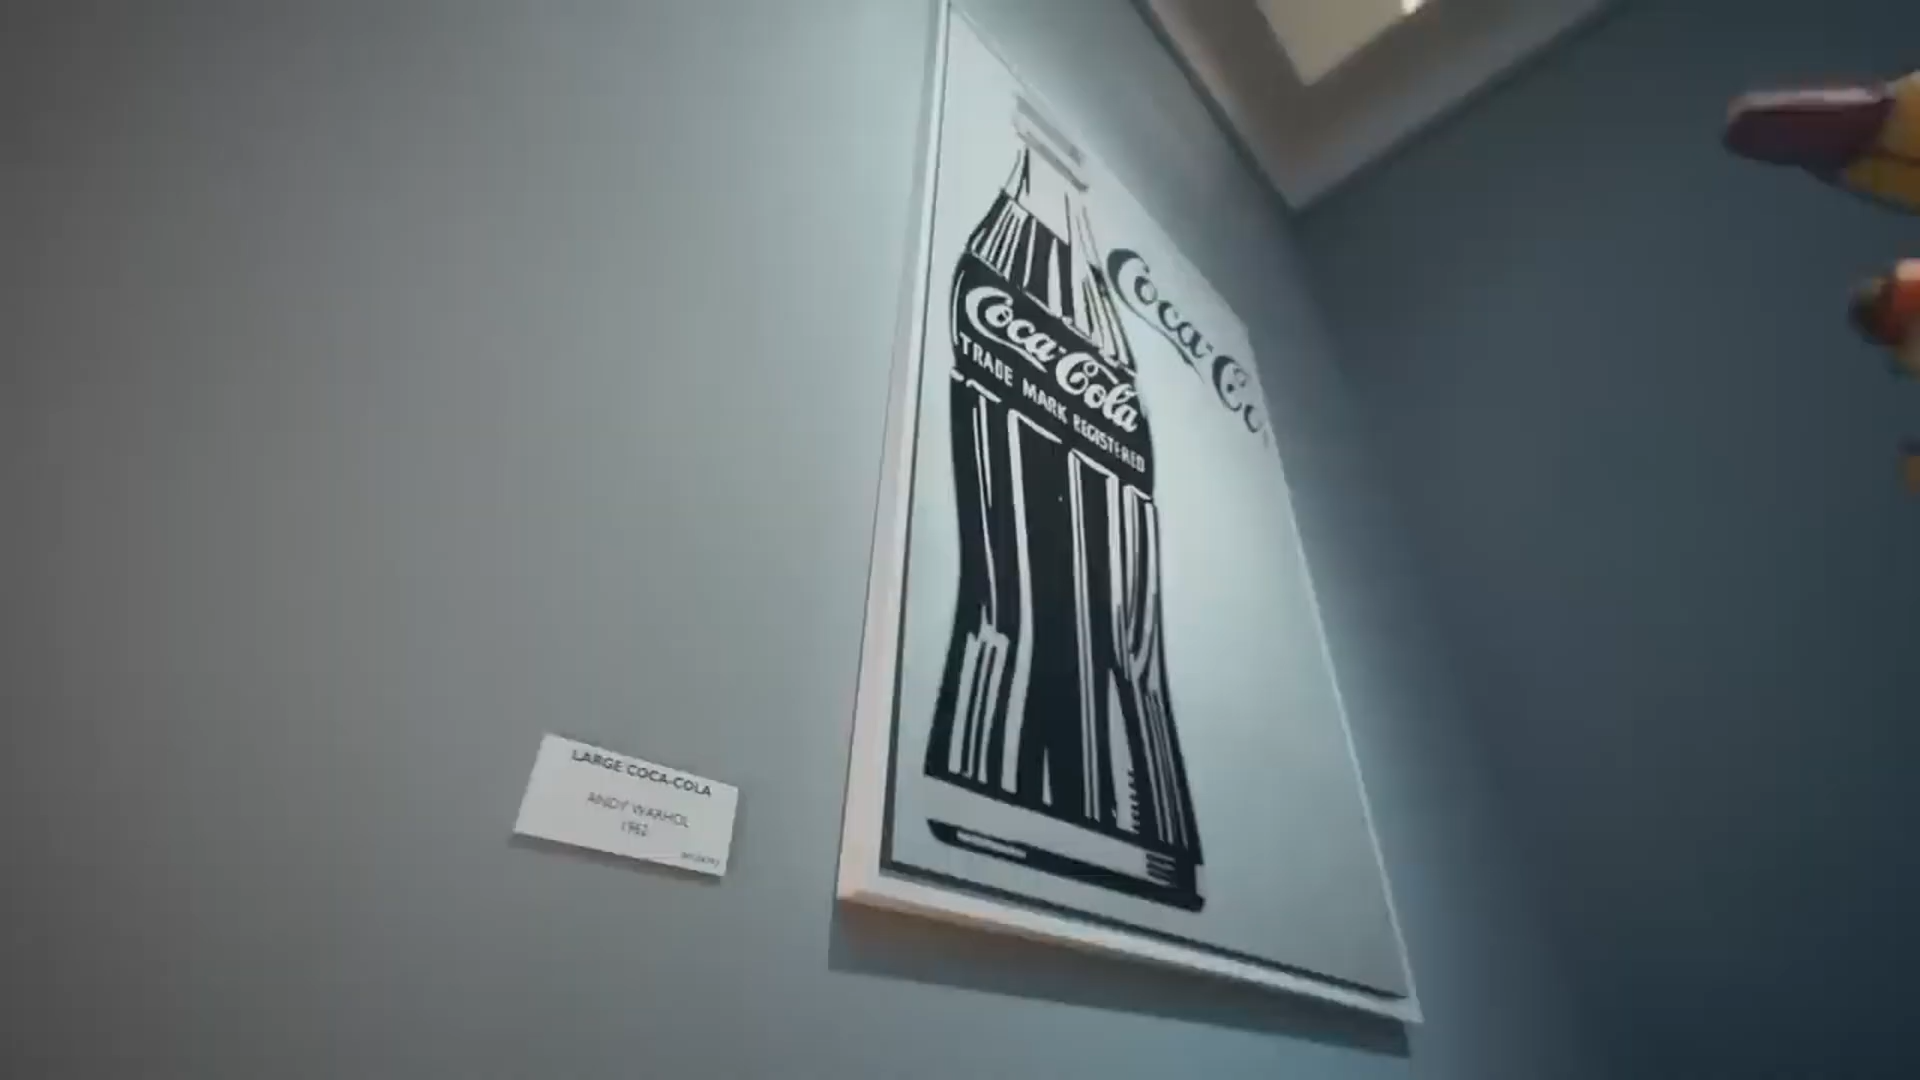 Coca-Cola
TRADE MARK REGISTERED
Coca-Co
LARGE COCA-COLA
ANDY WARHOL
1962